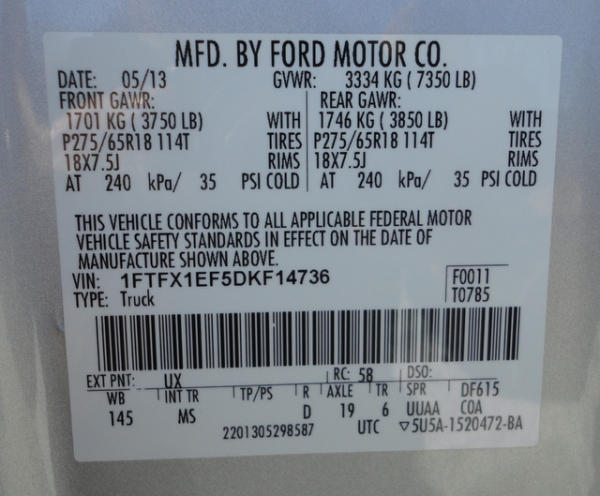 MFD. BY FORD MOTOR CO.
DATE: 05/13 GVWR: 3334 KG ( 7350 LB)
FRONT GAWR: REAR GAWR:
1701 KG ( 3750 LB) WITH 1746 KG ( 3850 LB) WITH
P275/65R18 114T TIRES P275/65R18 114T TIRES
18X7.5J RIMS 18X7.5J RIMS
AT 240 kPa/ 35 PSI COLD AT 240 kPa/ 35 PSI COLD
THIS VEHICLE CONFORMS TO ALL APPLICABLE FEDERAL MOTOR
VEHICLE SAFETY STANDARDS IN EFFECT ON THE DATE OF
MANUFACTURE SHOWN ABOVE.
VIN: 1FTFX1EF5DKF14736 F0011
TYPE: Truck T0785
EXT PNT: UX RC: 58 DSO:
WB INT TR TP/PS R AXLE TR SPR DF615
145 MS D 19 6 UUAA COA
2201305298587 UTC ▽5U5A-1520472-BA